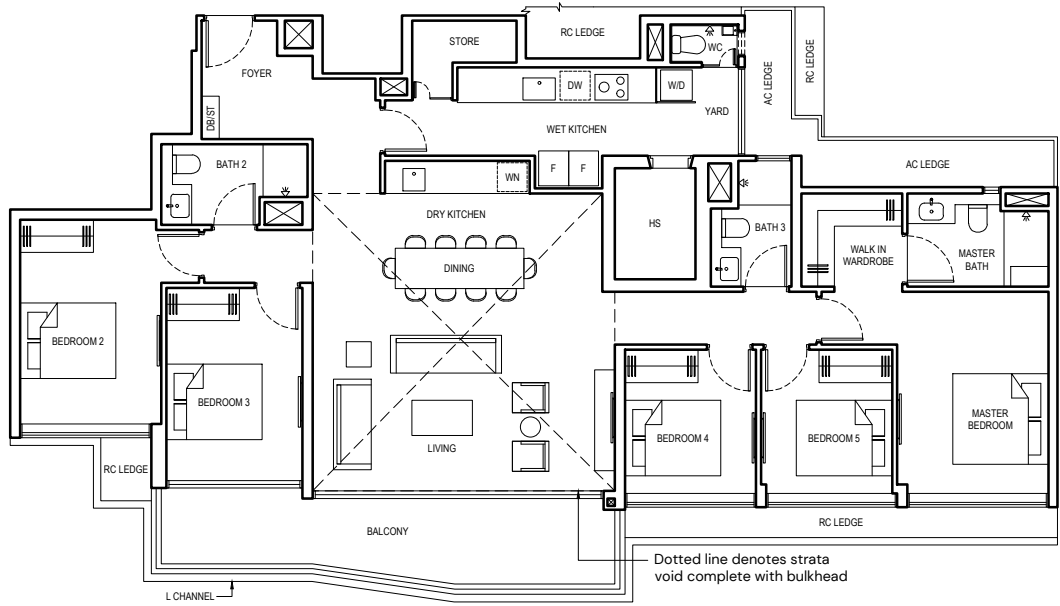 STORE
RC LEDGE
WC
FOYER
DW
W/D
AC LEDGE
RC LEDGE
DB/ST
WET KITCHEN
YARD
BATH 2
F
F
WN
AC LEDGE
DRY KITCHEN
HS
BATH 3
WALK IN
WARDROBE
MASTER
BATH
DINING
BEDROOM 2
BEDROOM 3
LIVING
BEDROOM 4
BEDROOM 5
MASTER
BEDROOM
RC LEDGE
BALCONY
RC LEDGE
Dotted line denotes strata
void complete with bulkhead
L CHANNEL